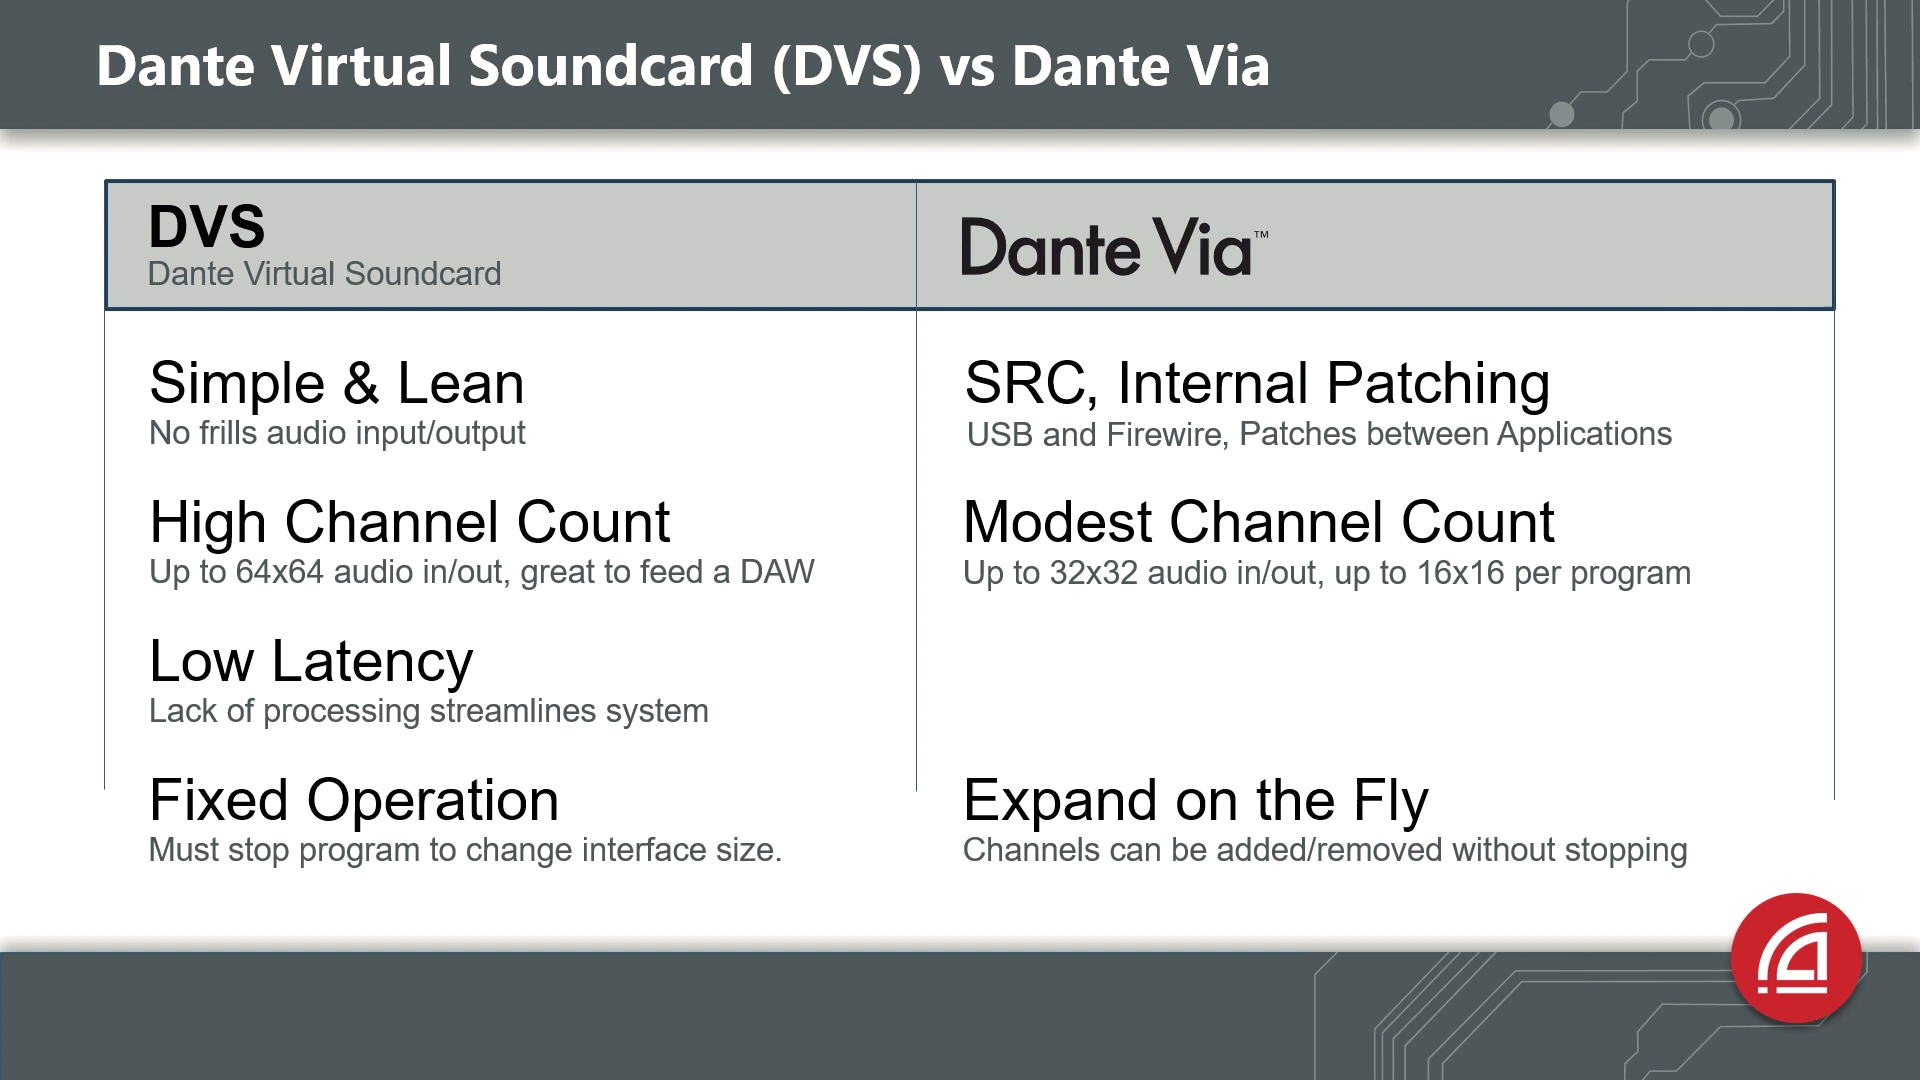 Dante Virtual Soundcard (DVS) vs Dante Via
DVS
Dante Virtual Soundcard
Dante Via™
Simple & Lean
No frills audio input/output
SRC, Internal Patching
USB and Firewire, Patches between Applications
High Channel Count
Up to 64x64 audio in/out, great to feed a DAW
Modest Channel Count
Up to 32x32 audio in/out, up to 16x16 per program
Low Latency
Lack of processing streamlines system
Fixed Operation
Must stop program to change interface size.
Expand on the Fly
Channels can be added/removed without stopping